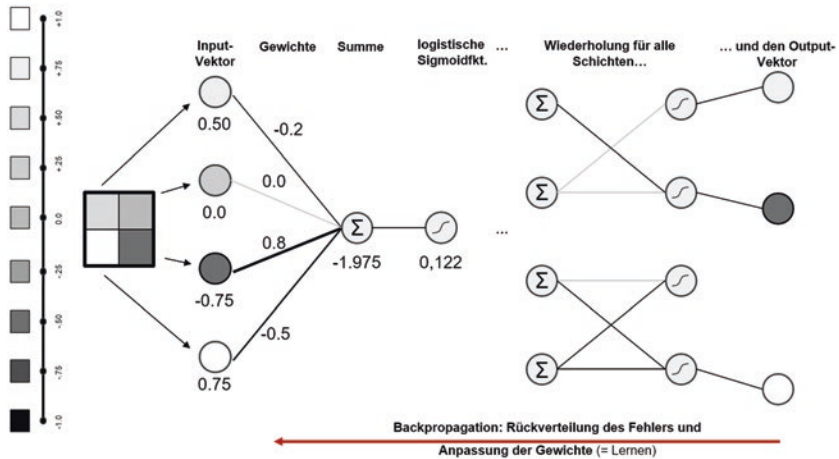 +1.0
+.75
+.50
+.25
0.0
-.25
-.50
-.75
-1.0
Input-
Vektor
Gewichte
Summe
logistische
Sigmoidfkt.
...
Wiederholung für alle
Schichten…
… und den Output-
Vektor
0.50
-0.2
0.0
0.0
0.8
-0.75
-0.5
0.75
Σ
-1.975
0,122
...
Σ
Σ
Σ
Σ
Backpropagation: Rückverteilung des Fehlers und
Anpassung der Gewichte (= Lernen)